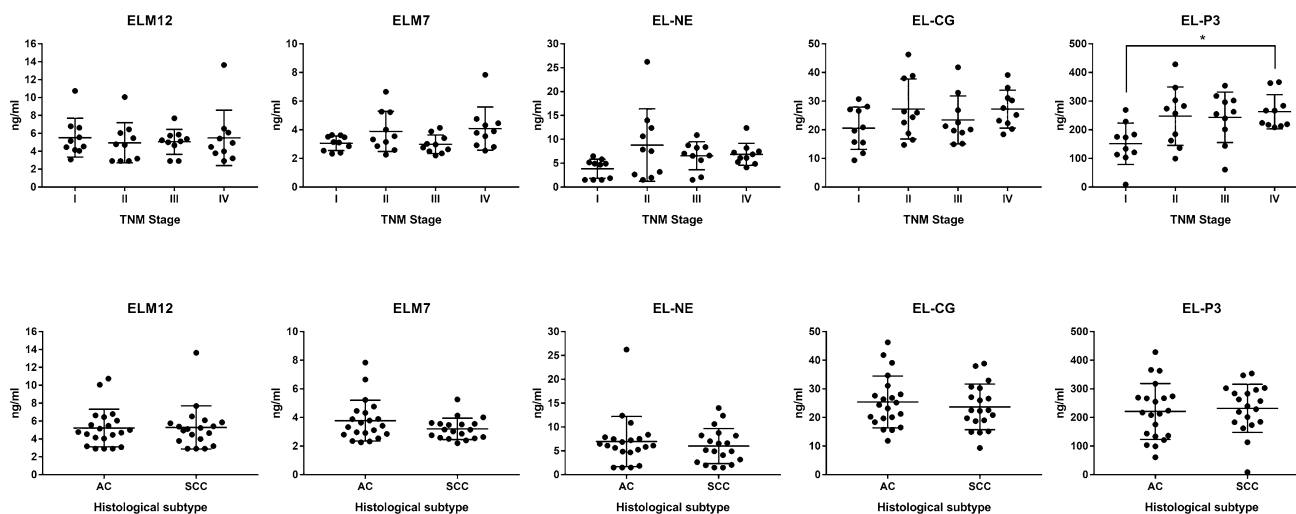 ELM12
ng/ml
16
14
12
10
8
6
4
2
0
I II III IV
TNM Stage
ELM7
ng/ml
10
8
6
4
2
0
I II III IV
TNM Stage
EL-NE
ng/ml
30
25
20
15
10
5
0
I II III IV
TNM Stage
EL-CG
ng/ml
50
40
30
20
10
0
I II III IV
TNM Stage
EL-P3
ng/ml
500
400
300
200
100
0
*
I II III IV
TNM Stage
ELM12
ng/ml
16
14
12
10
8
6
4
2
0
AC SCC
Histological subtype
ELM7
ng/ml
10
8
6
4
2
0
AC SCC
Histological subtype
EL-NE
ng/ml
30
25
20
15
10
5
0
AC SCC
Histological subtype
EL-CG
ng/ml
50
40
30
20
10
0
AC SCC
Histological subtype
EL-P3
ng/ml
500
400
300
200
100
0
AC SCC
Histological subtype